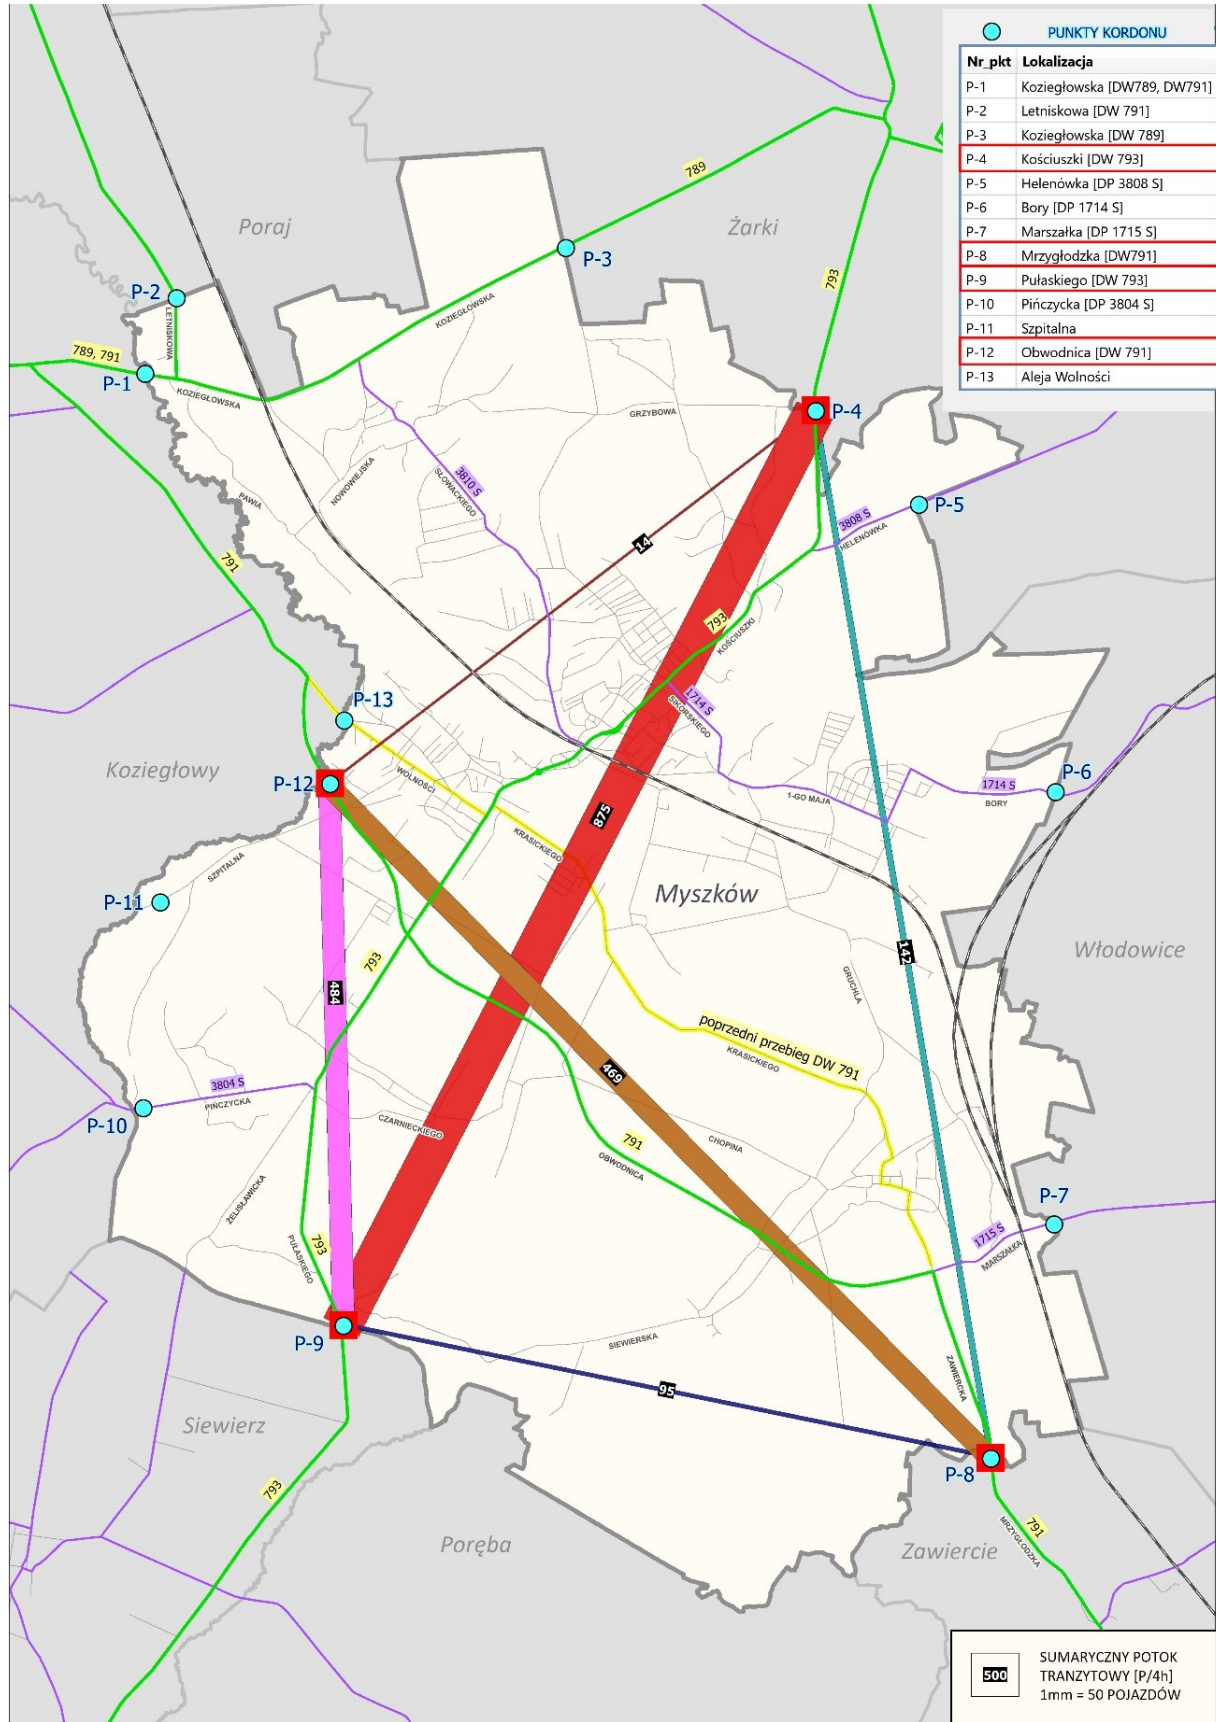 PUNKTY KORDONU
Nr_pkt Lokalizacja
P-1 Koziegłowska [DW789, DW791]
P-2 Letniskowa [DW 791]
P-3 Koziegłowska [DW 789]
P-4 Kościuszki [DW 793]
P-5 Helenówka [DP 3808 S]
P-6 Bory [DP 1714 S]
P-7 Marszałka [DP 1715 S]
P-8 Mrzygłodzka [DW791]
P-9 Pułaskiego [DW 793]
P-10 Pińczycka [DP 3804 S]
P-11 Szpitalna
P-12 Obwodnica [DW 791]
P-13 Aleja Wolności
789
Poraj
Żarki
P-3
793
P-2
LETNISKOWA
KOZIEGŁOWSKA
789, 791
P-1
KOZIEGŁOWSKA
GRZYBOWA
P-4
NOWOWIEJSKA
3810 S
SŁOWACKIEGO
PAWIA
P-5
3808 S
HELENÓWKA
14
791
793
KOŚCIUSZKI
1714 S
SIKORSKIEGO
P-13
Koziegłowy
P-12
WOLNOŚCI
P-6
1714 S
BORY
1-GO MAJA
875
KRASICKIEGO
SZPITALNA
P-11
Myszków
142
Włodowice
793
484
GRUCHLA
poprzedni przebieg DW 791
KRASICKIEGO
469
3804 S
PIŃCZYCKA
P-10
CZARNIECKIEGO
791
CHOPINA
OBWODNICA
ŻELISŁAWICKA
P-7
1715 S
MARSZAŁKA
793
PUŁASKIEGO
P-9
SIEWIERSKA
95
ZAWIERCKA
Siewierz
P-8
793
791
MRZYGŁODZKA
Poręba
Zawiercie
500
SUMARYCZNY POTOK
TRANZYTOWY [P/4h]
1mm = 50 POJAZDÓW